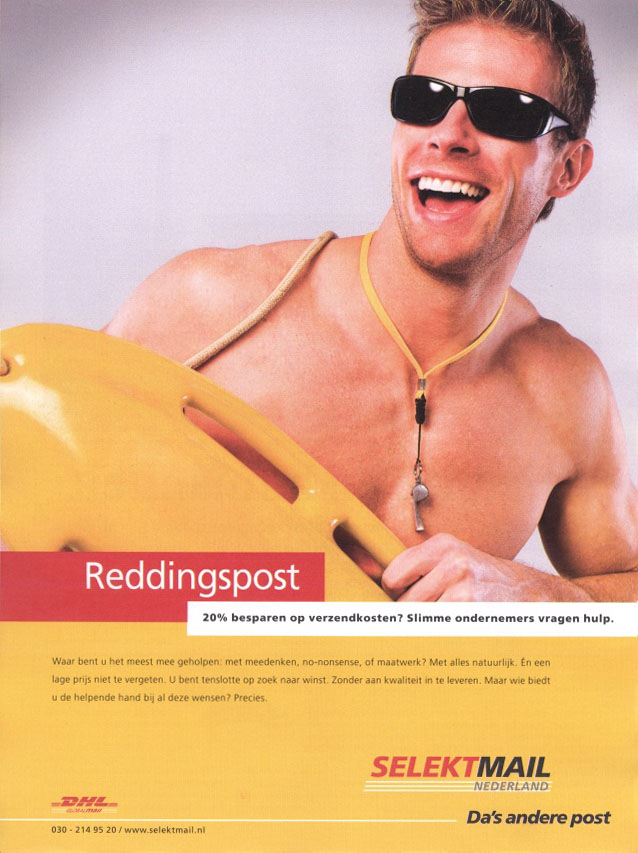 Reddingspost
20% besparen op verzendkosten? Slimme ondernemers vragen hulp.
Waar bent u het meest mee geholpen: met meedenken, no-nonsense, of maatwerk? Met alles natuurlijk. Én een
lage prijs niet te vergeten. U bent tenslotte op zoek naar winst. Zonder aan kwaliteit in te leveren. Maar wie biedt
u de helpende hand bij al deze wensen? Precies.
SELEKTMAIL
NEDERLAND
DHL
GLOBAL MAIL
Da's andere post
030 - 214 95 20 / www.selektmail.nl